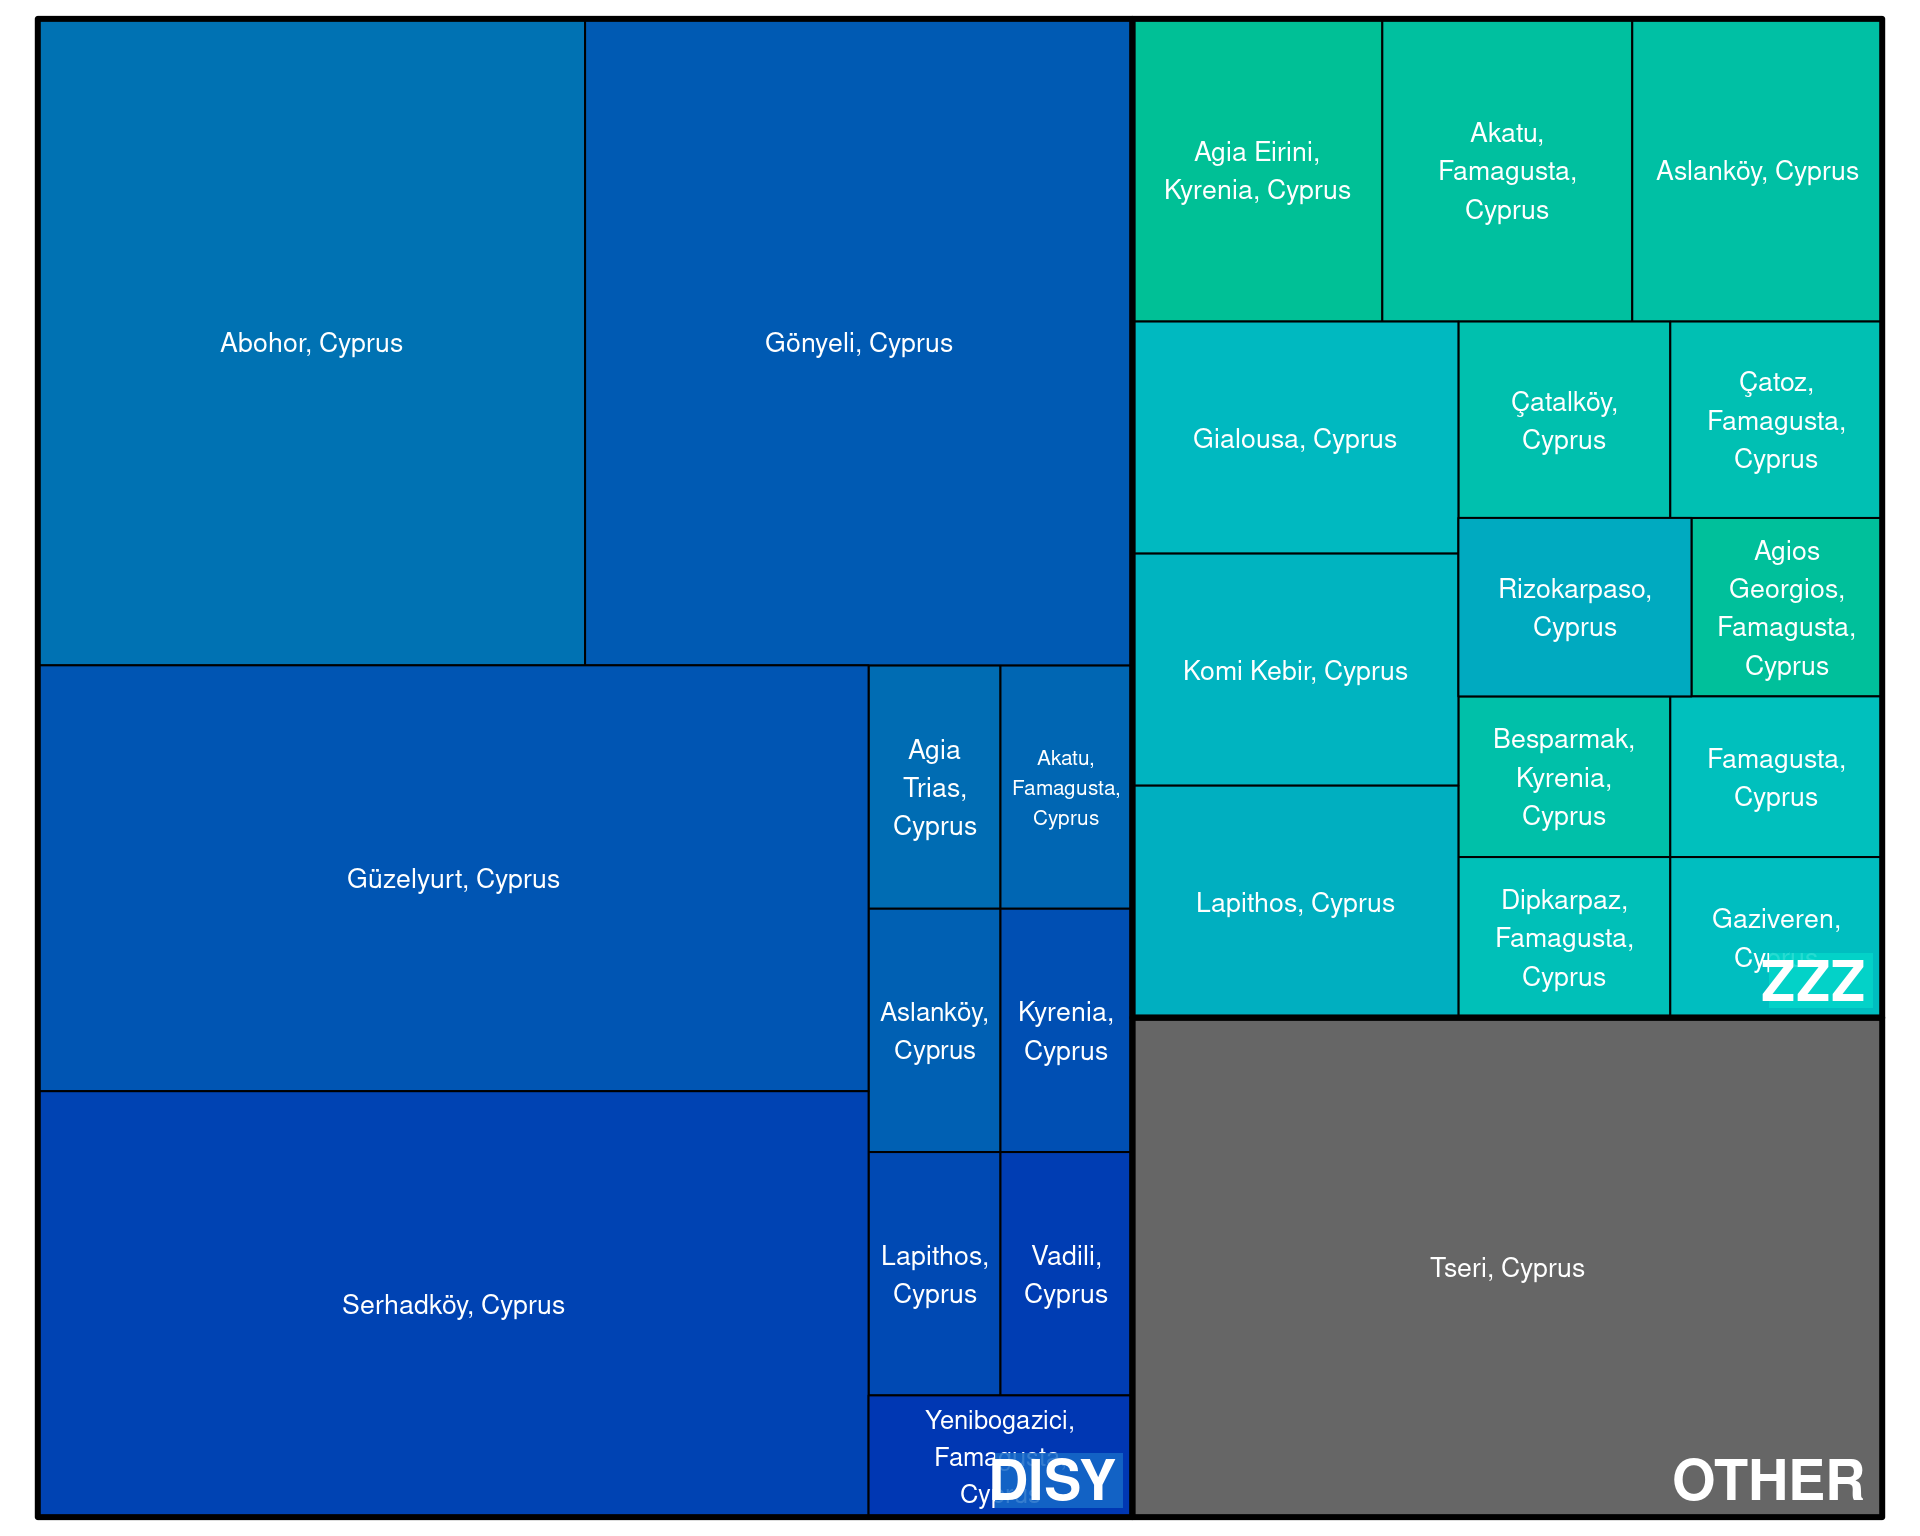 Abohor, Cyprus
Gönyeli, Cyprus
Güzelyurt, Cyprus
Serhadköy, Cyprus
Agia
Trias,
Cyprus
Akatu,
Famagusta,
Cyprus
Aslanköy,
Cyprus
Kyrenia,
Cyprus
Lapithos,
Cyprus
Vadili,
Cyprus
Yenibogazici,
Famagusta,
Cyprus
DISY
Agia Eirini,
Kyrenia, Cyprus
Akatu,
Famagusta,
Cyprus
Aslanköy, Cyprus
Gialousa, Cyprus
Komi Kebir, Cyprus
Lapithos, Cyprus
Çatalköy,
Cyprus
Çatoz,
Famagusta,
Cyprus
Rizokarpaso,
Cyprus
Agios
Georgios,
Famagusta,
Cyprus
Besparmak,
Kyrenia,
Cyprus
Famagusta,
Cyprus
Dipkarpaz,
Famagusta,
Cyprus
Gaziveren,
Cyprus
ZZZ
Tseri, Cyprus
OTHER